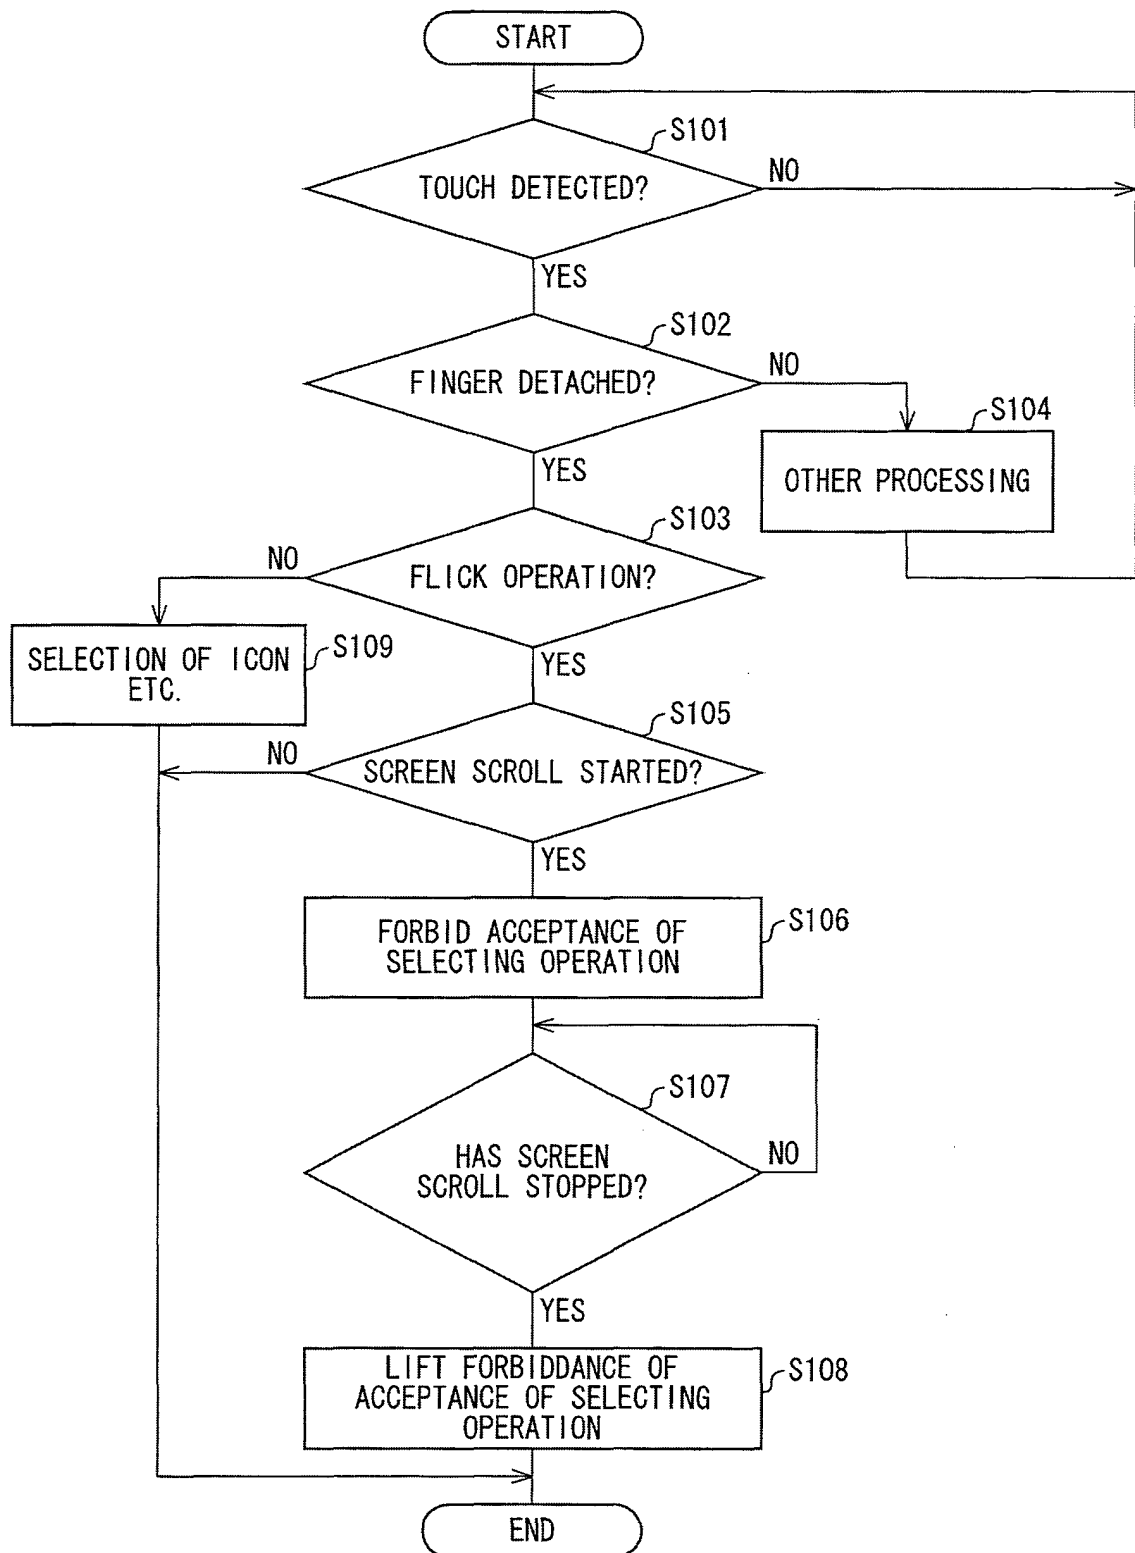 START
S101
TOUCH DETECTED?
NO
YES
S102
FINGER DETACHED?
NO
S104
OTHER PROCESSING
YES
S103
FLICK OPERATION?
NO
S109
SELECTION OF ICON
ETC.
YES
S105
SCREEN SCROLL STARTED?
NO
YES
S106
FORBID ACCEPTANCE OF
SELECTING OPERATION
S107
HAS SCREEN
SCROLL STOPPED?
NO
YES
S108
LIFT FORBIDDANCE OF
ACCEPTANCE OF SELECTING
OPERATION
END